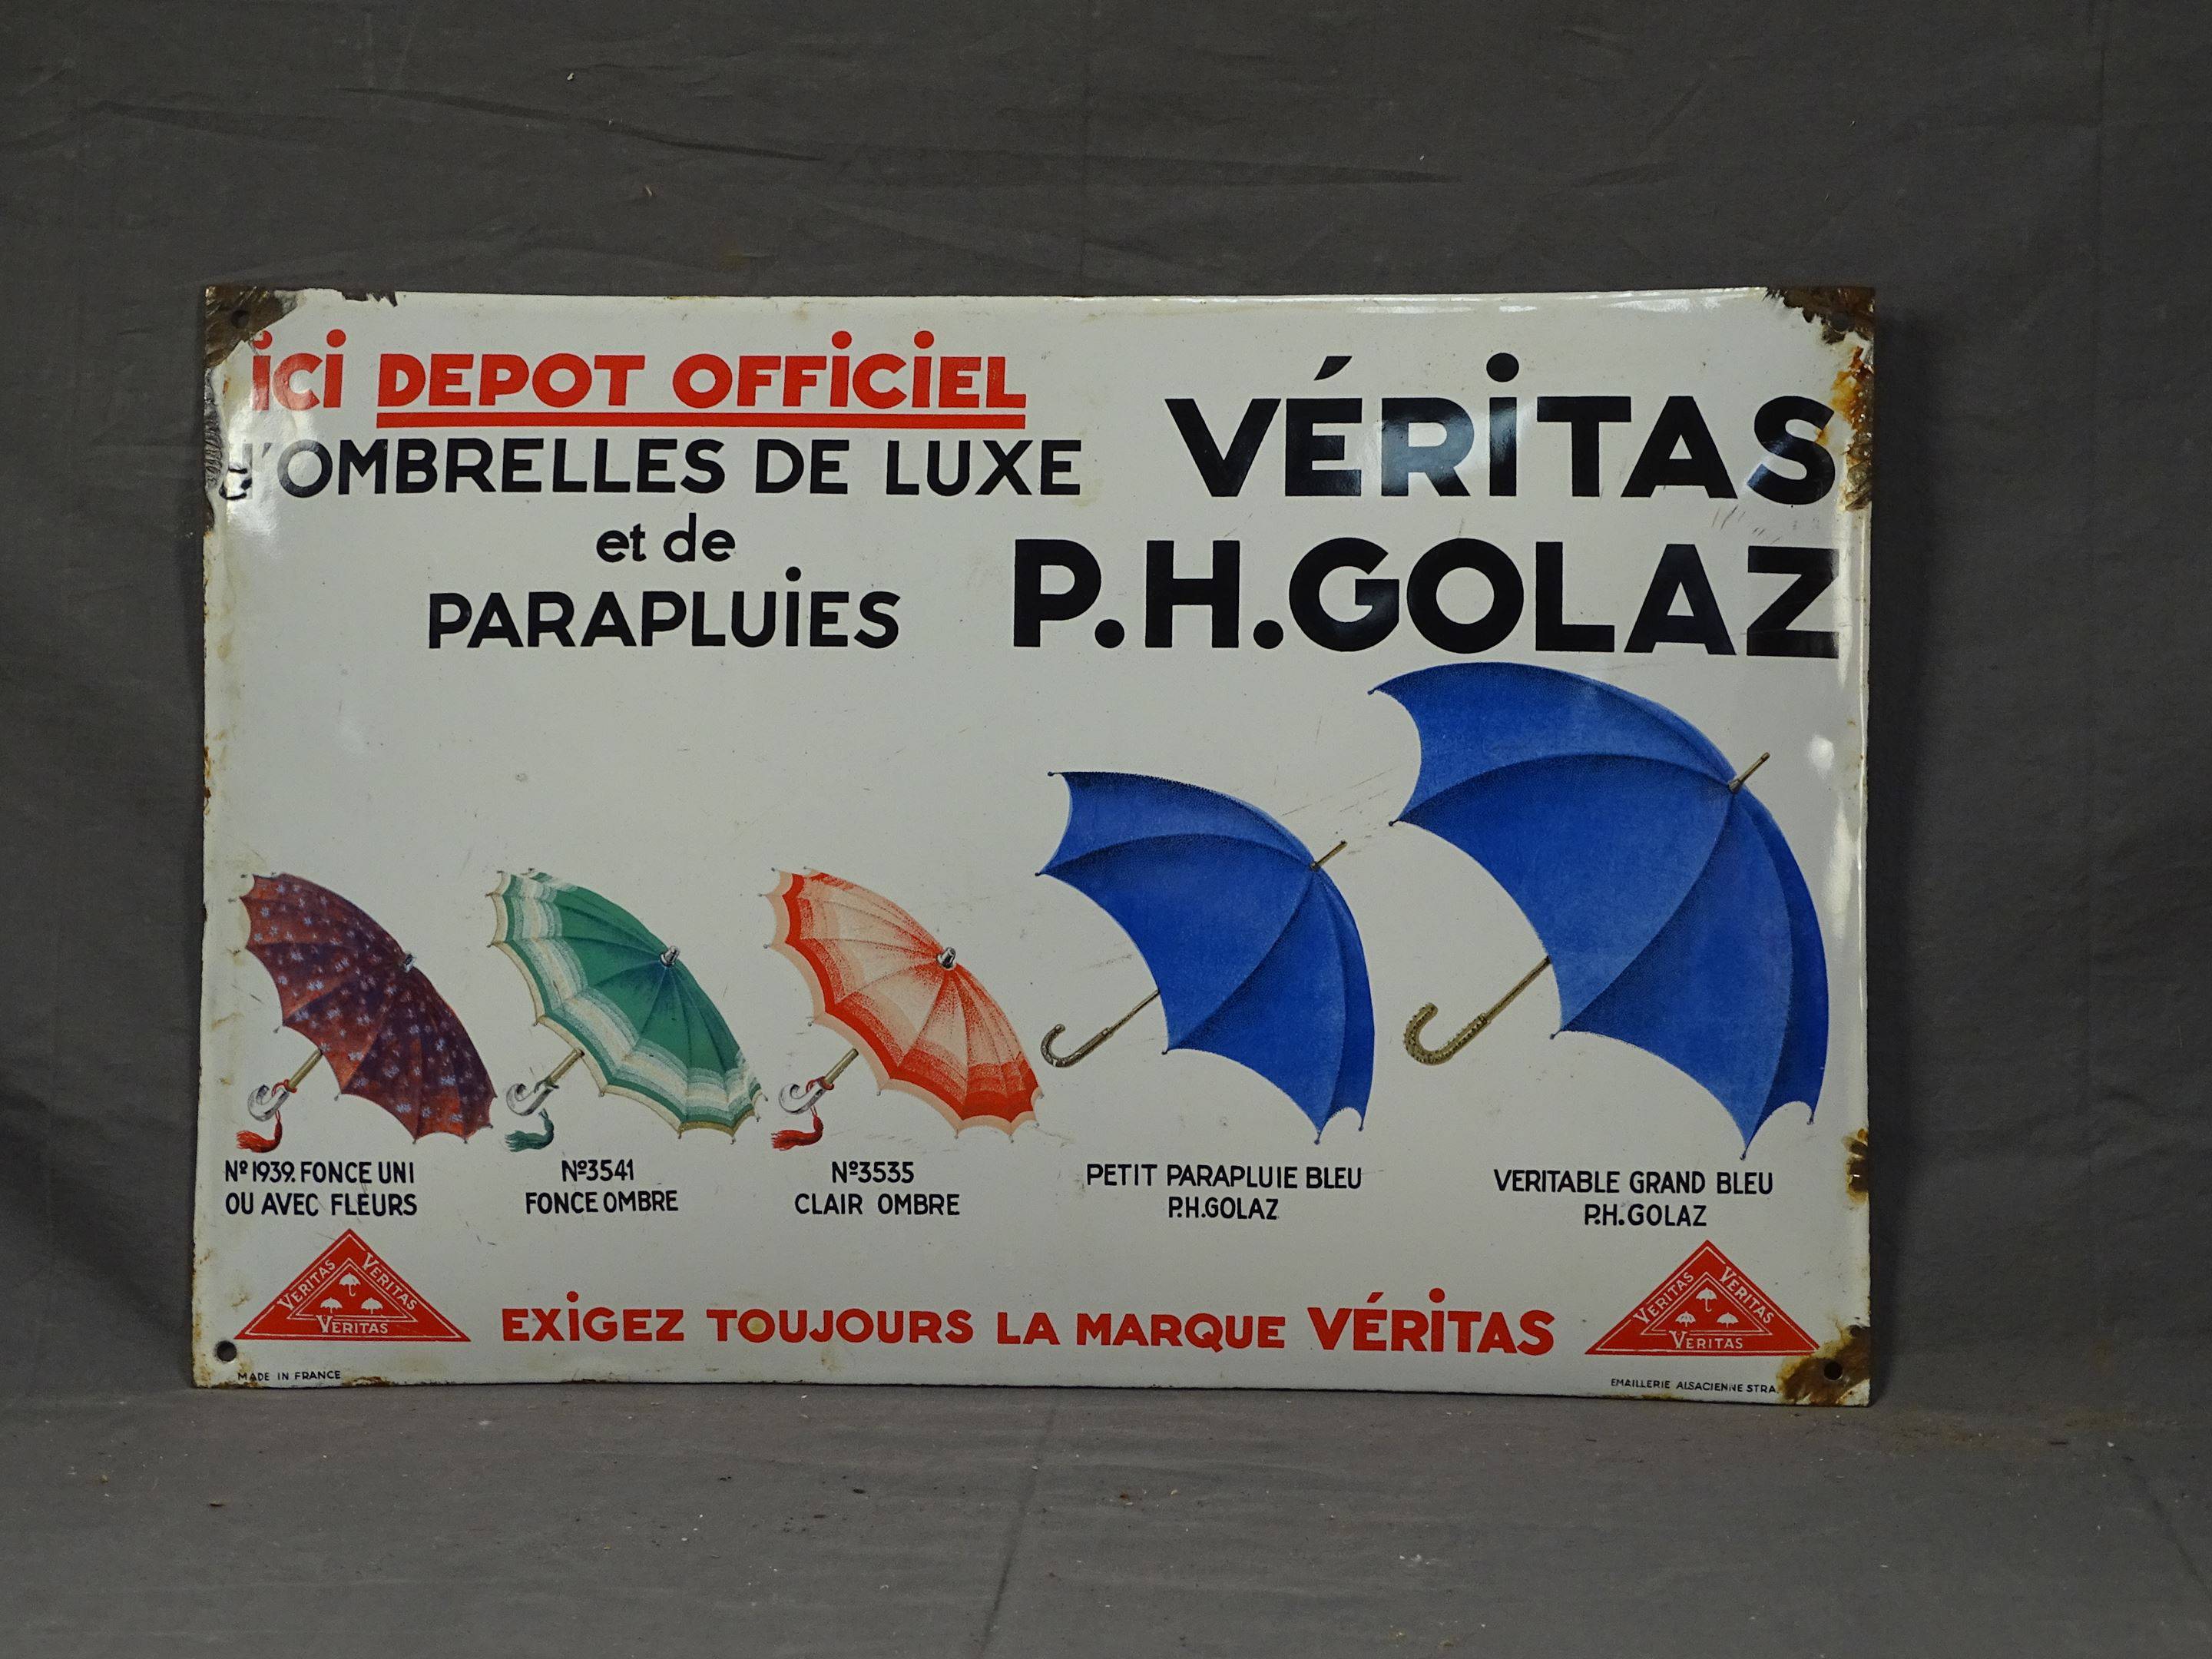 iCi DEPOT OFFiCiEL
d'OMBRELLES DE LUXE
et de
PARAPLUiES
VÉRiTAS
P.H.GOLAZ
Nº 1939. FONCE UNI
OU AVEC FLEURS
Nº3541
FONCE OMBRE
Nº3535
CLAIR OMBRE
PETIT PARAPLUIE BLEU
P.H.GOLAZ
VERITABLE GRAND BLEU
P.H.GOLAZ
VERITAS VERITAS
VERITAS
EXiGEZ TOUJOURS LA MARQUE VÉRiTAS
VERITAS VERITAS
VERITAS
MADE IN FRANCE
EMAILLERIE ALSACIENNE STRA